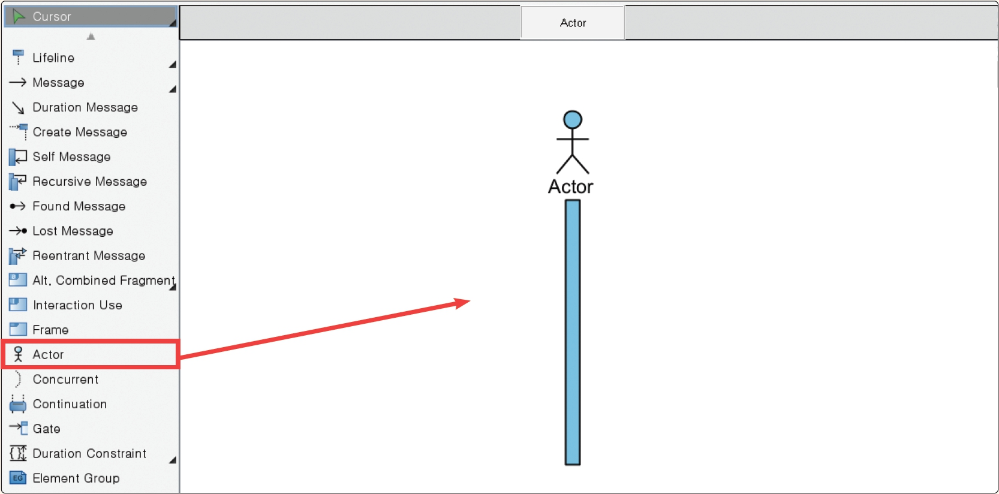 Cursor
Actor
Lifeline
Message
Duration Message
Create Message
Self Message
Recursive Message
Found Message
Lost Message
Reentrant Message
Alt. Combined Fragment
Interaction Use
Frame
Actor
Concurrent
Continuation
Gate
Duration Constraint
EG Element Group
Actor